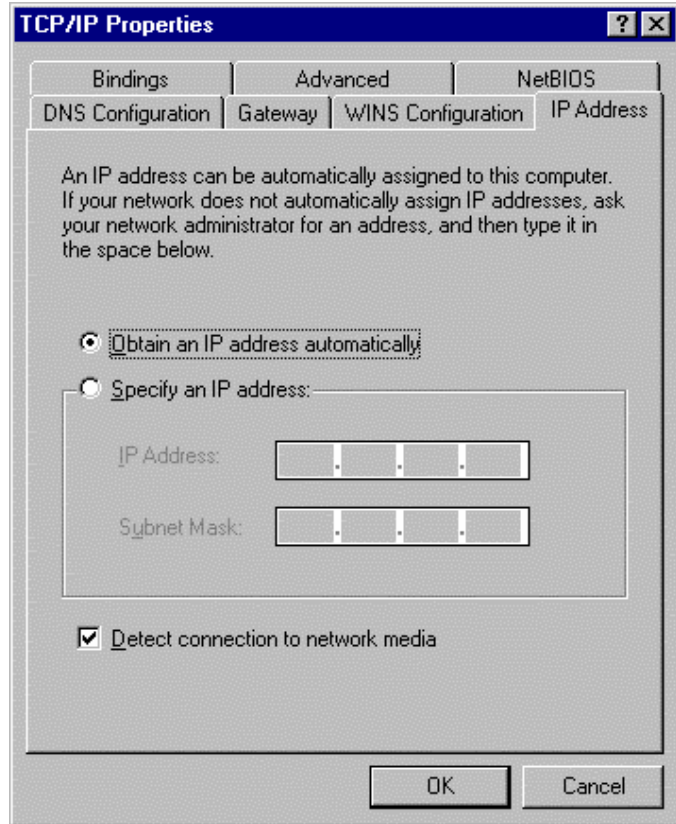 TCP/IP Properties
Bindings
Advanced
NetBIOS
DNS Configuration
Gateway
WINS Configuration
IP Address
An IP address can be automatically assigned to this computer.
If your network does not automatically assign IP addresses, ask
your network administrator for an address, and then type it in
the space below.
Obtain an IP address automatically
Specify an IP address:
IP Address:
Subnet Mask:
Detect connection to network media
OK
Cancel